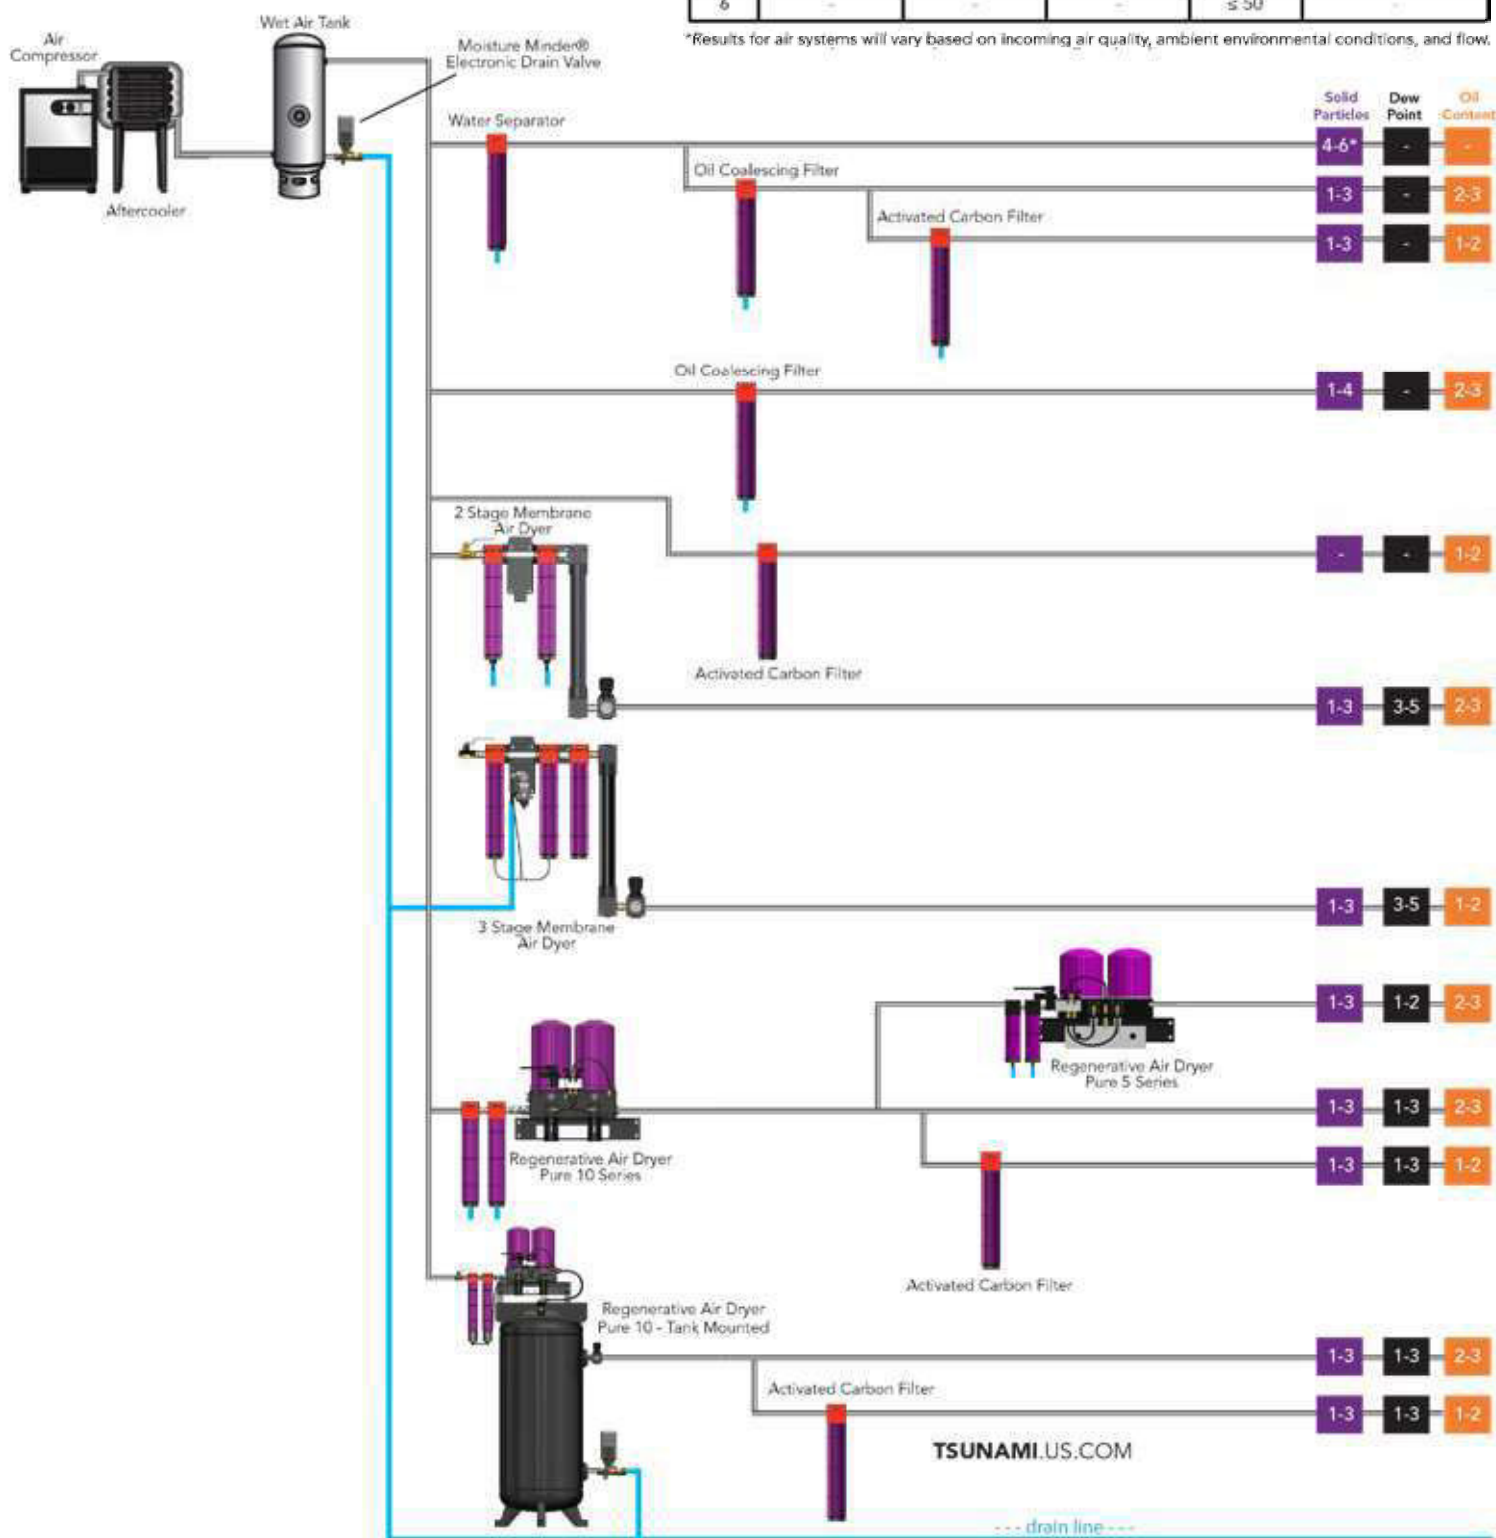 6 - - - ≤ 50 -
*Results for air systems will vary based on incoming air quality, ambient environmental conditions, and flow.
Wet Air Tank
Air
Compressor
Moisture Minder®
Electronic Drain Valve
Aftercooler
Solid
Particles
Dew
Point
Oil
Content
Water Separator
4-6* - -
Oil Coalescing Filter
1-3 - 2-3
Activated Carbon Filter
1-3 - 1-2
Oil Coalescing Filter
1-4 - 2-3
2 Stage Membrane
Air Dyer
- - 1-2
Activated Carbon Filter
1-3 3-5 2-3
1-3 3-5 1-2
3 Stage Membrane
Air Dyer
1-3 1-2 2-3
Regenerative Air Dryer
Pure 5 Series
1-3 1-3 2-3
Regenerative Air Dryer
Pure 10 Series
1-3 1-3 1-2
Activated Carbon Filter
Regenerative Air Dryer
Pure 10 - Tank Mounted
1-3 1-3 2-3
Activated Carbon Filter
1-3 1-3 1-2
TSUNAMI.US.COM
--- drain line ---